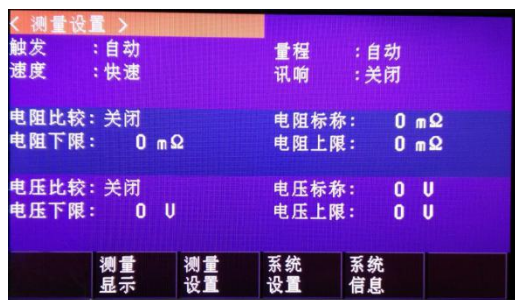 < 测量设置 >
触发 :自动 量程 :自动
速度 :快速 讯响 :关闭
电阻比较: 关闭 电阻标称: 0 mΩ
电阻下限: 0 mΩ 电阻上限: 0 mΩ
电压比较: 关闭 电压标称: 0 V
电压下限: 0 V 电压上限: 0 V
测量显示 测量设置 系统设置 系统信息